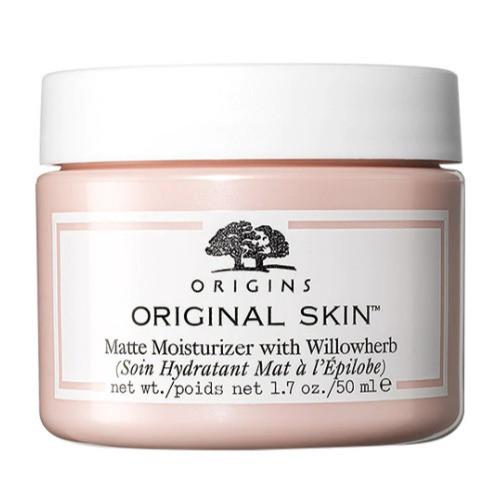 ORIGINS
ORIGINAL SKIN™
Matte Moisturizer with Willowherb
(Soin Hydratant Mat à l'Épilobe)
net wt./poids net 1.7 oz./50 ml℮